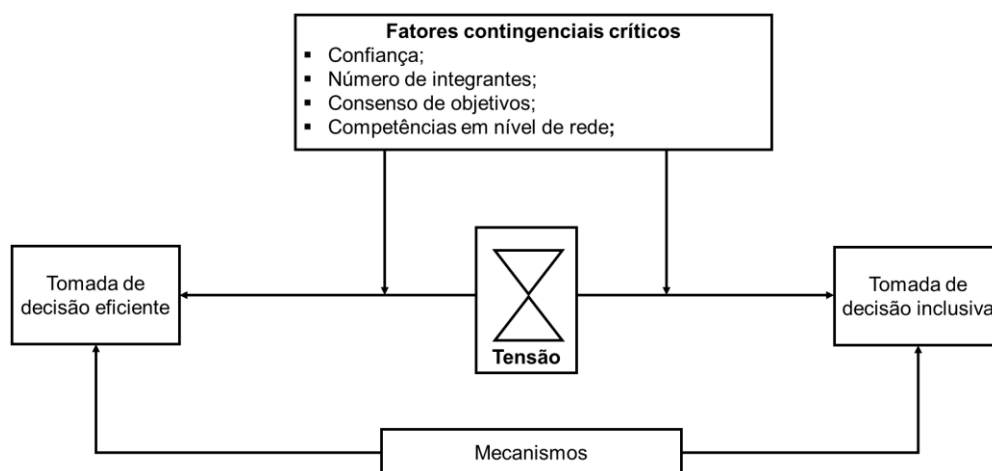 Fatores contingenciais críticos
▪ Confiança;
▪ Número de integrantes;
▪ Consenso de objetivos;
▪ Competências em nível de rede;
Tomada de
decisão eficiente
Tensão
Tomada de
decisão inclusiva
Mecanismos